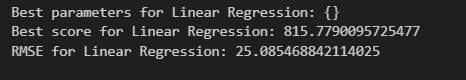 Best parameters for Linear Regression: {}
Best score for Linear Regression: 815.7790095725477
RMSE for Linear Regression: 25.085468842114025